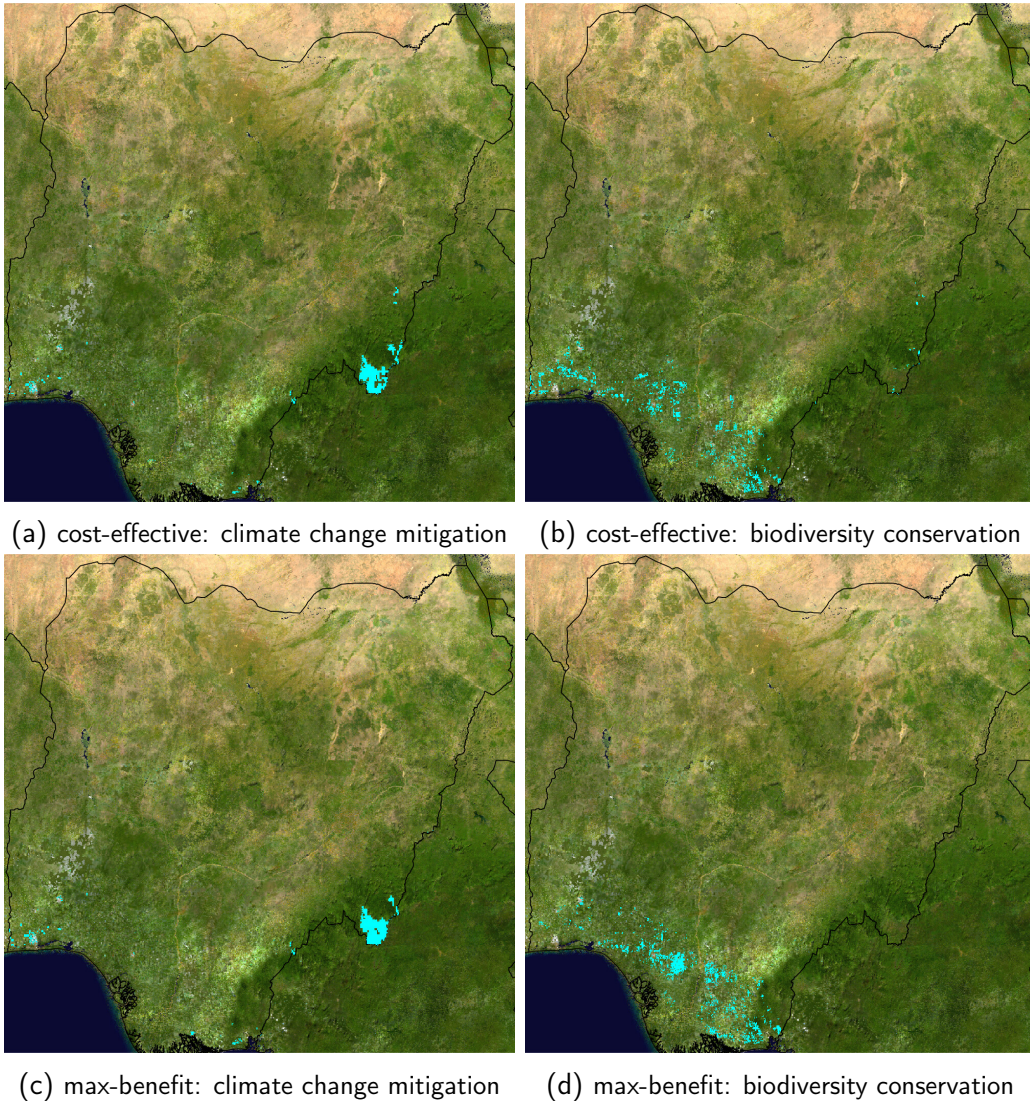 (a) cost-effective: climate change mitigation
(b) cost-effective: biodiversity conservation
(c) max-benefit: climate change mitigation
(d) max-benefit: biodiversity conservation